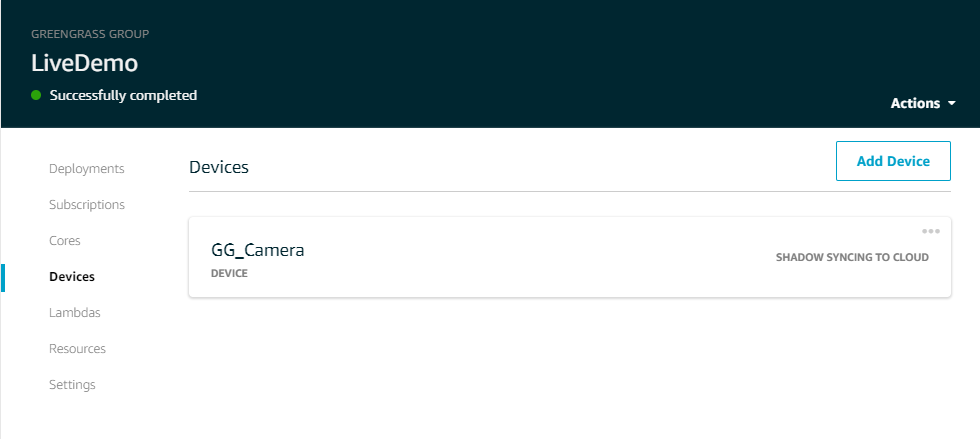 GREENGRASS GROUP
LiveDemo
Successfully completed
Actions
Deployments
Subscriptions
Cores
Devices
Lambdas
Resources
Settings
Devices
Add Device
GG_Camera
DEVICE
SHADOW SYNCING TO CLOUD